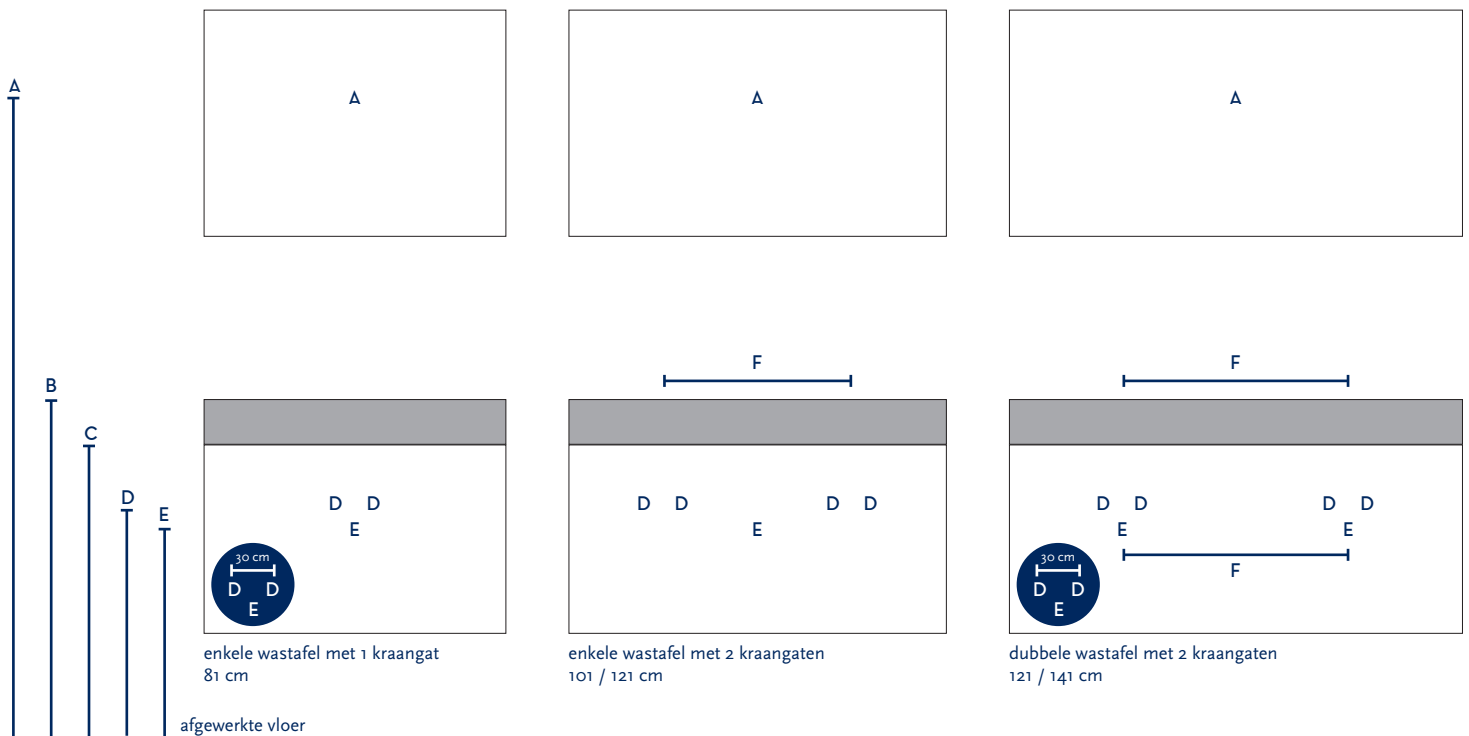 A
A A A
B
F F
C
D
E
D D
E
D D D D
E
D D D D
E E
F
30 cm
D D
E
30 cm
D D
E
enkele wastafel met 1 kraangat
81 cm
enkele wastafel met 2 kraangaten
101 / 121 cm
dubbele wastafel met 2 kraangaten
121 / 141 cm
afgewerkte vloer